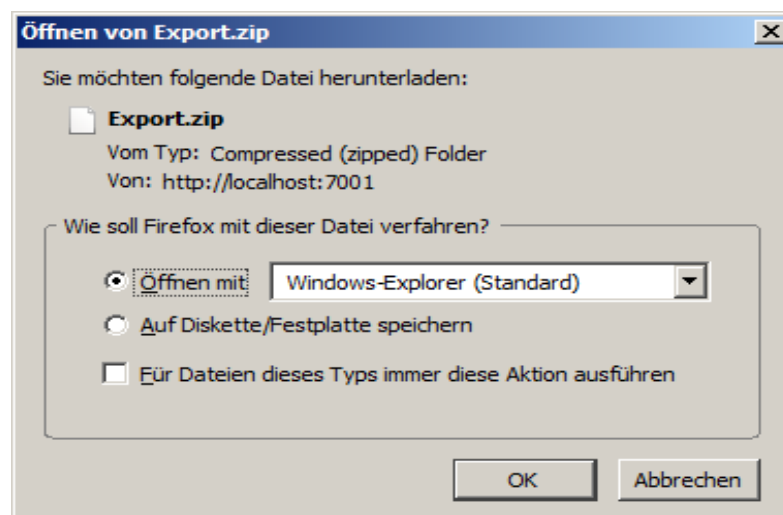 Öffnen von Export.zip
Sie möchten folgende Datei herunterladen:
Export.zip
Vom Typ: Compressed (zipped) Folder
Von: http://localhost:7001
Wie soll Firefox mit dieser Datei verfahren?
Öffnen mit Windows-Explorer (Standard)
Auf Diskette/Festplatte speichern
Für Dateien dieses Typs immer diese Aktion ausführen
OK Abbrechen